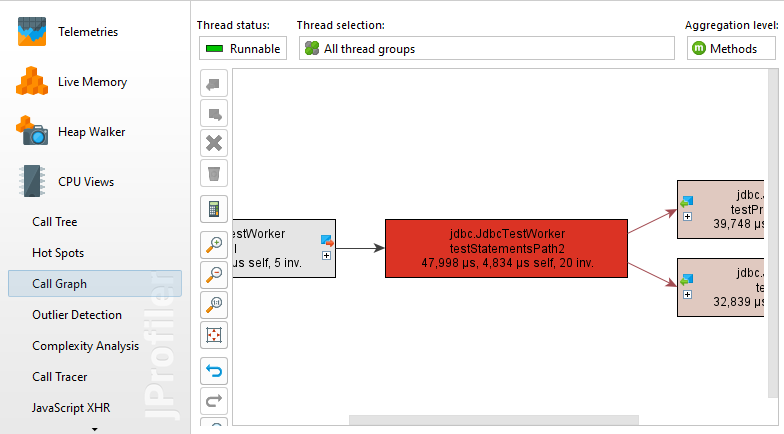 Telemetries
Live Memory
Heap Walker
CPU Views
Call Tree
Hot Spots
Call Graph
Outlier Detection
Complexity Analysis
Call Tracer
JavaScript XHR
JProfiler
Thread status:
Runnable
Thread selection:
All thread groups
Aggregation level:
m Methods
estWorker
l
µs self, 5 inv.
jdbc.JdbcTestWorker
testStatementsPath2
47,998 µs, 4,834 µs self, 20 inv.
jdbc.J
testPr
39,748 µs
jdbc.J
te
32,839 µs